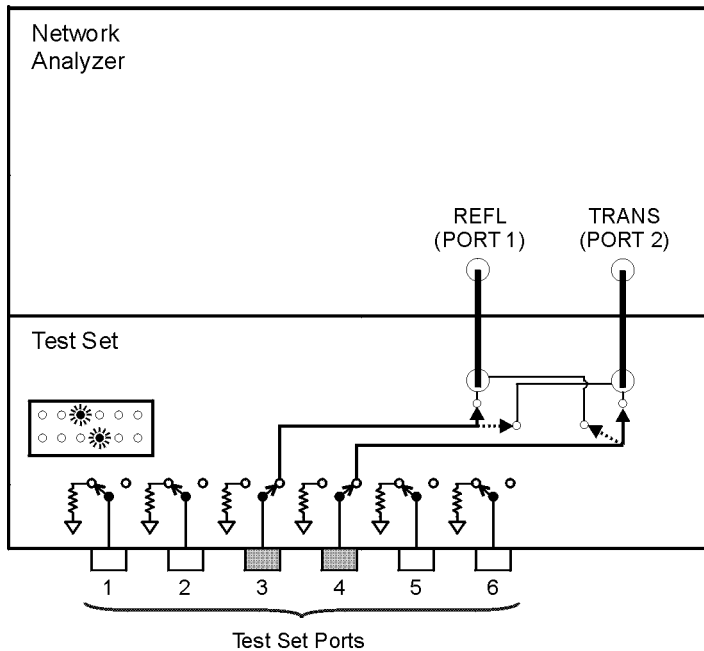 Network
Analyzer
REFL
(PORT 1)
TRANS
(PORT 2)
Test Set
1 2 3 4 5 6
Test Set Ports